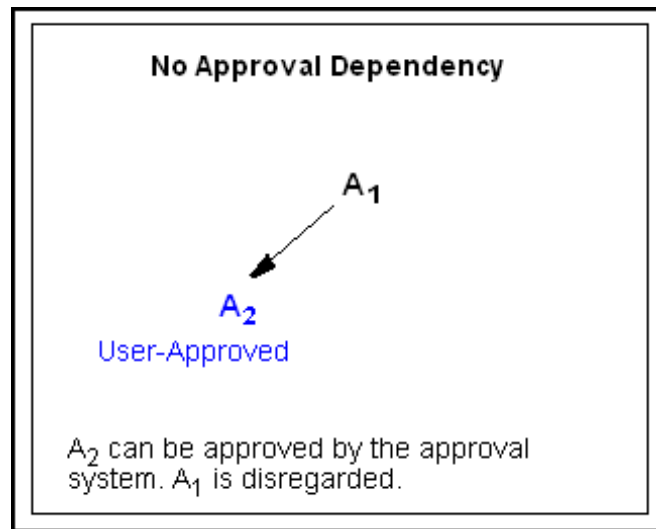 No Approval Dependency
A1
A2
User-Approved
A2 can be approved by the approval
system. A1 is disregarded.